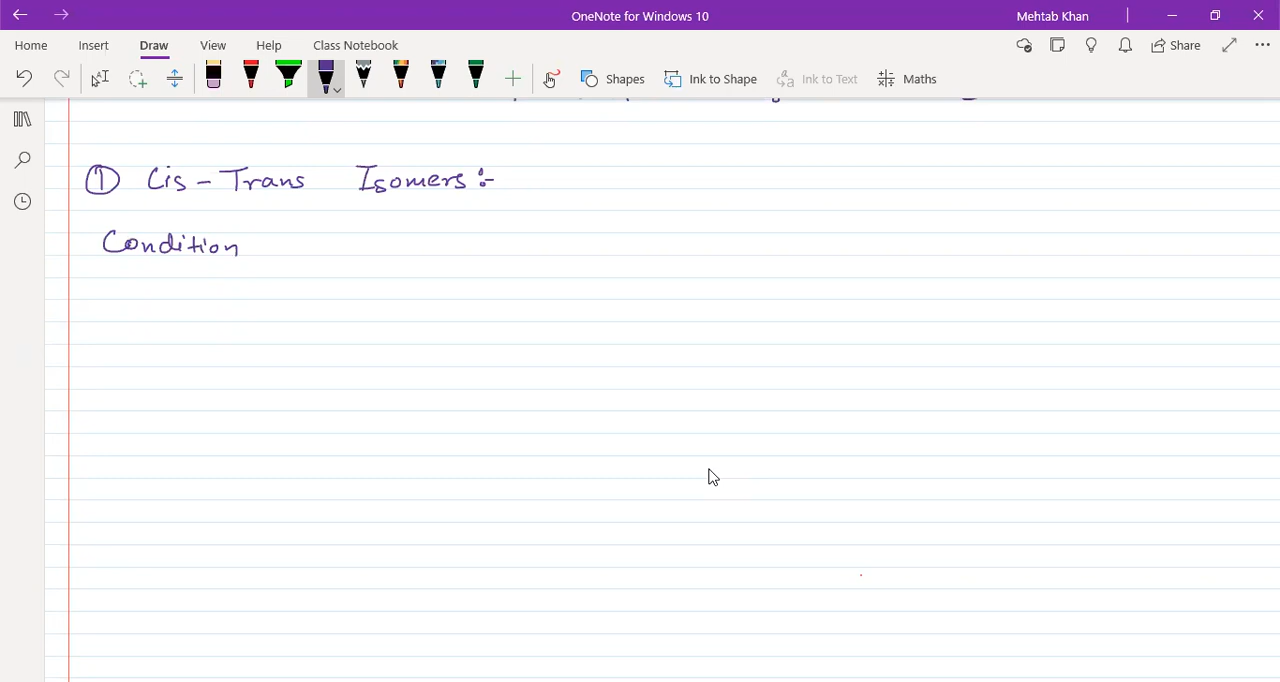 OneNote for Windows 10
Mehtab Khan
Home Insert Draw View Help Class Notebook Share
Shapes Ink to Shape Ink to Text Maths
① Cis - Trans Isomers :-
Condition